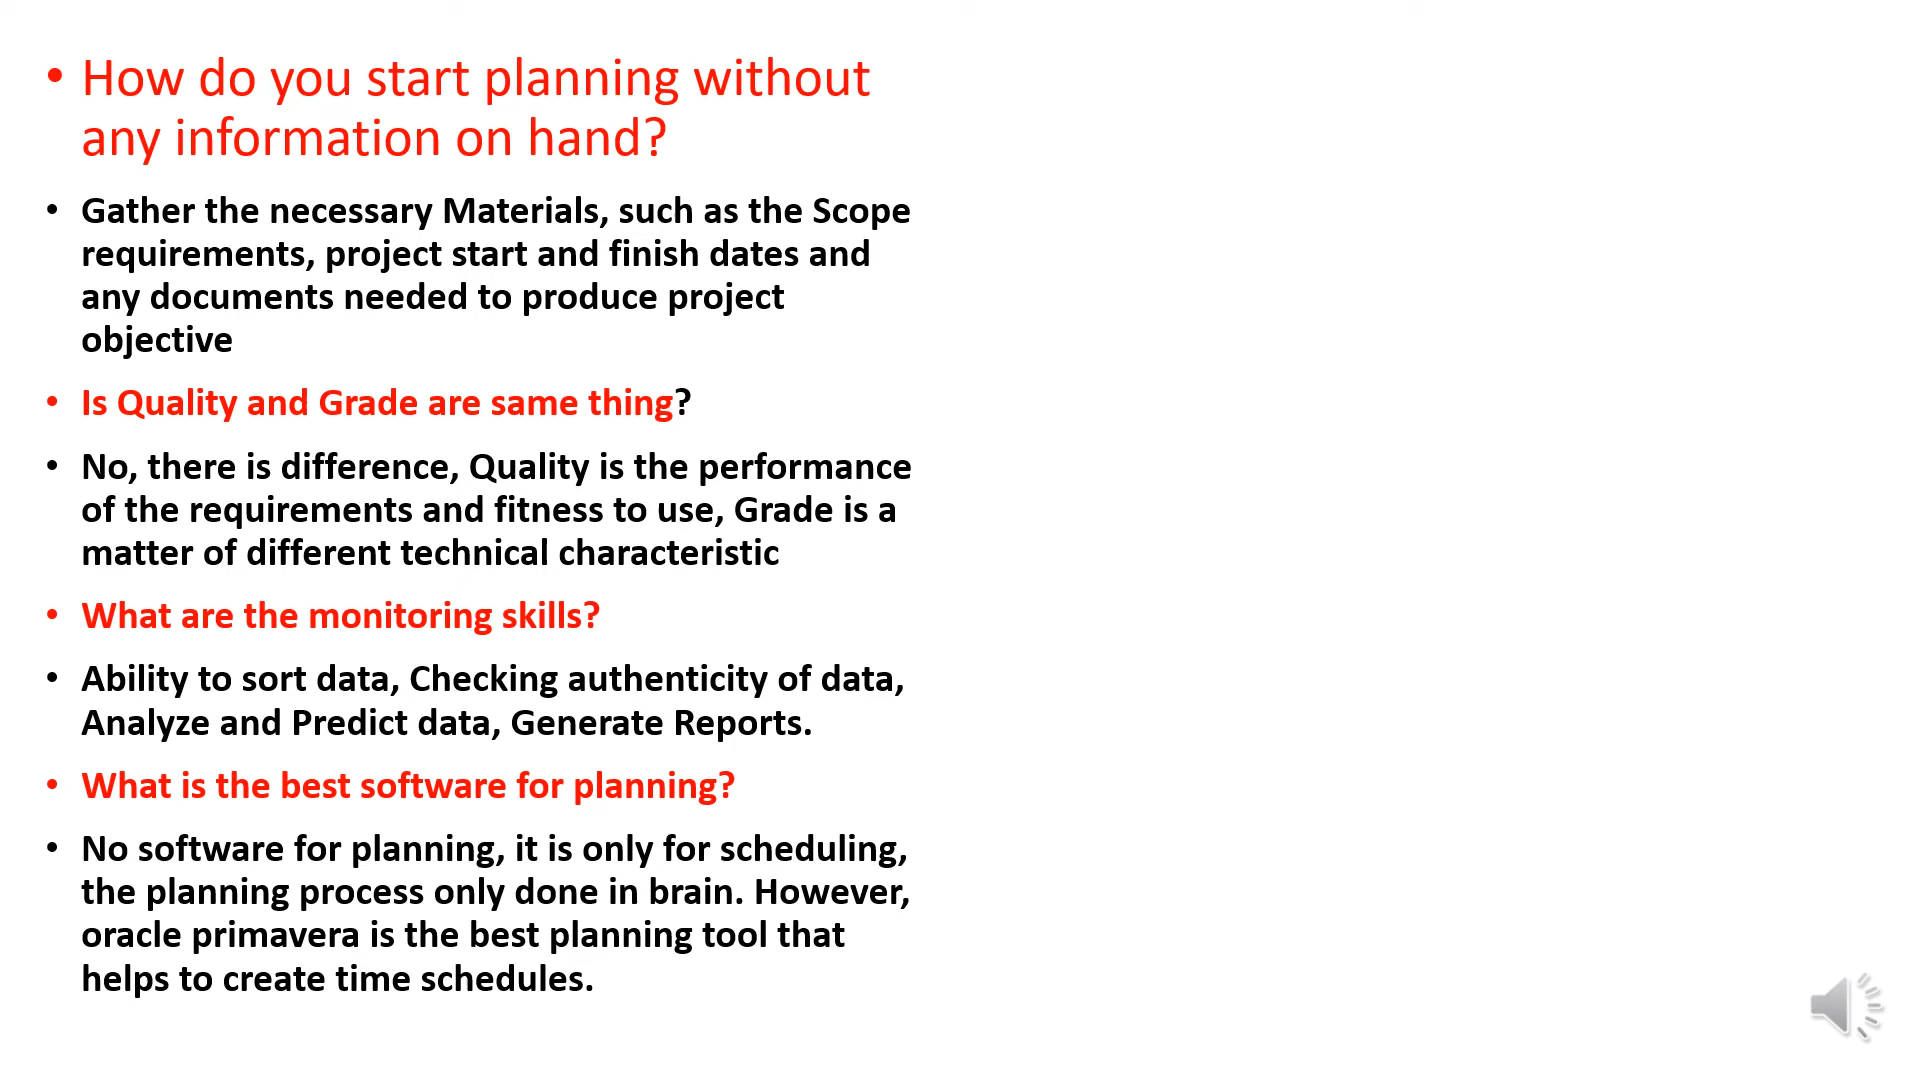 • How do you start planning without
any information on hand?
• Gather the necessary Materials, such as the Scope
requirements, project start and finish dates and
any documents needed to produce project
objective
• Is Quality and Grade are same thing?
• No, there is difference, Quality is the performance
of the requirements and fitness to use, Grade is a
matter of different technical characteristic
• What are the monitoring skills?
• Ability to sort data, Checking authenticity of data,
Analyze and Predict data, Generate Reports.
• What is the best software for planning?
• No software for planning, it is only for scheduling,
the planning process only done in brain. However,
oracle primavera is the best planning tool that
helps to create time schedules.